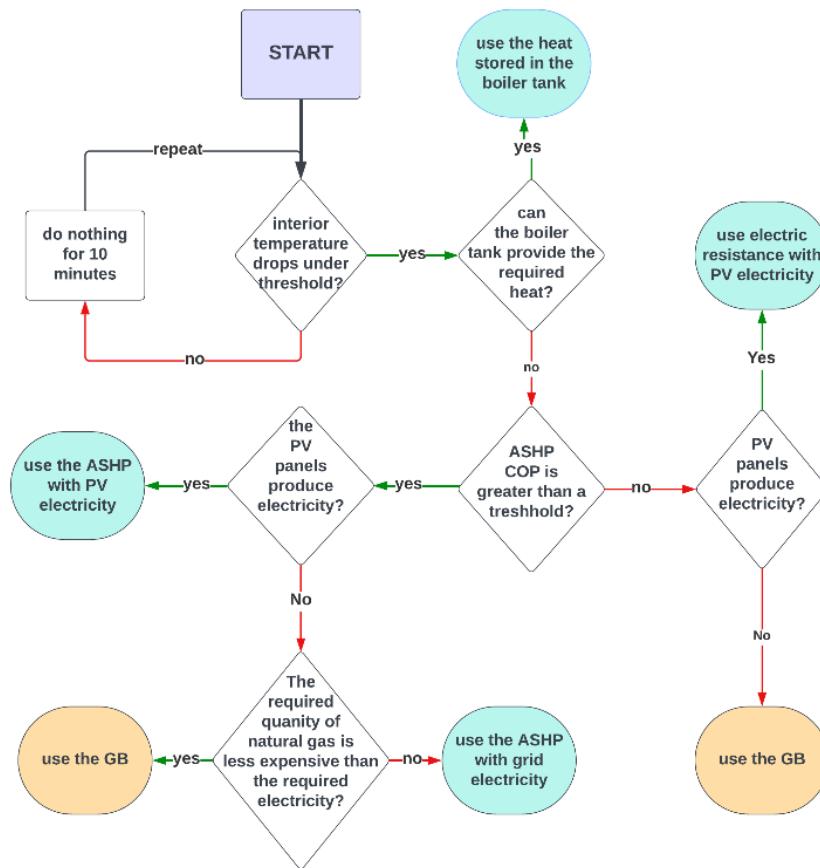 START
use the heat
stored in the
boiler tank
repeat
yes
do nothing
for 10
minutes
interior
temperature
drops under
threshold?
yes
can
the boiler
tank provide the
required
heat?
use electric
resistance with
PV electricity
no
no
Yes
use the ASHP
with PV
electricity
yes
the
PV
panels
produce
electricity?
yes
ASHP
COP is
greater than a
treshhold?
no
PV
panels
produce
electricity?
No
No
use the GB
yes
The
required
quanity of
natural gas is
less expensive than
the required
electricity?
no
use the ASHP
with grid
electricity
use the GB